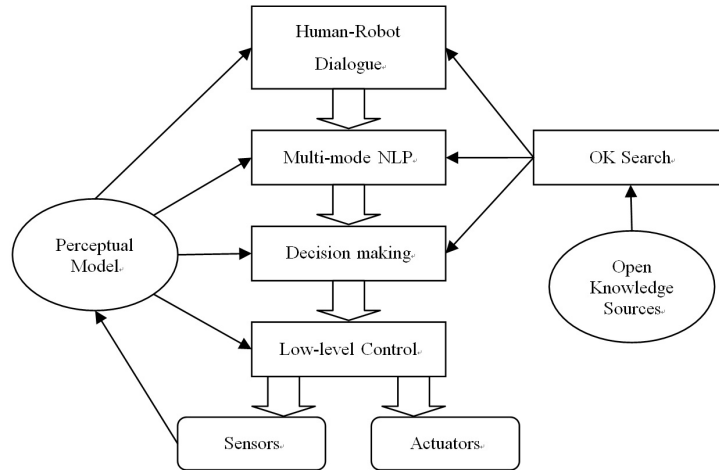 Human-Robot
Dialogue
Multi-mode NLP
OK Search
Perceptual
Model
Decision making
Open
Knowledge
Sources
Low-level Control
Sensors
Actuators